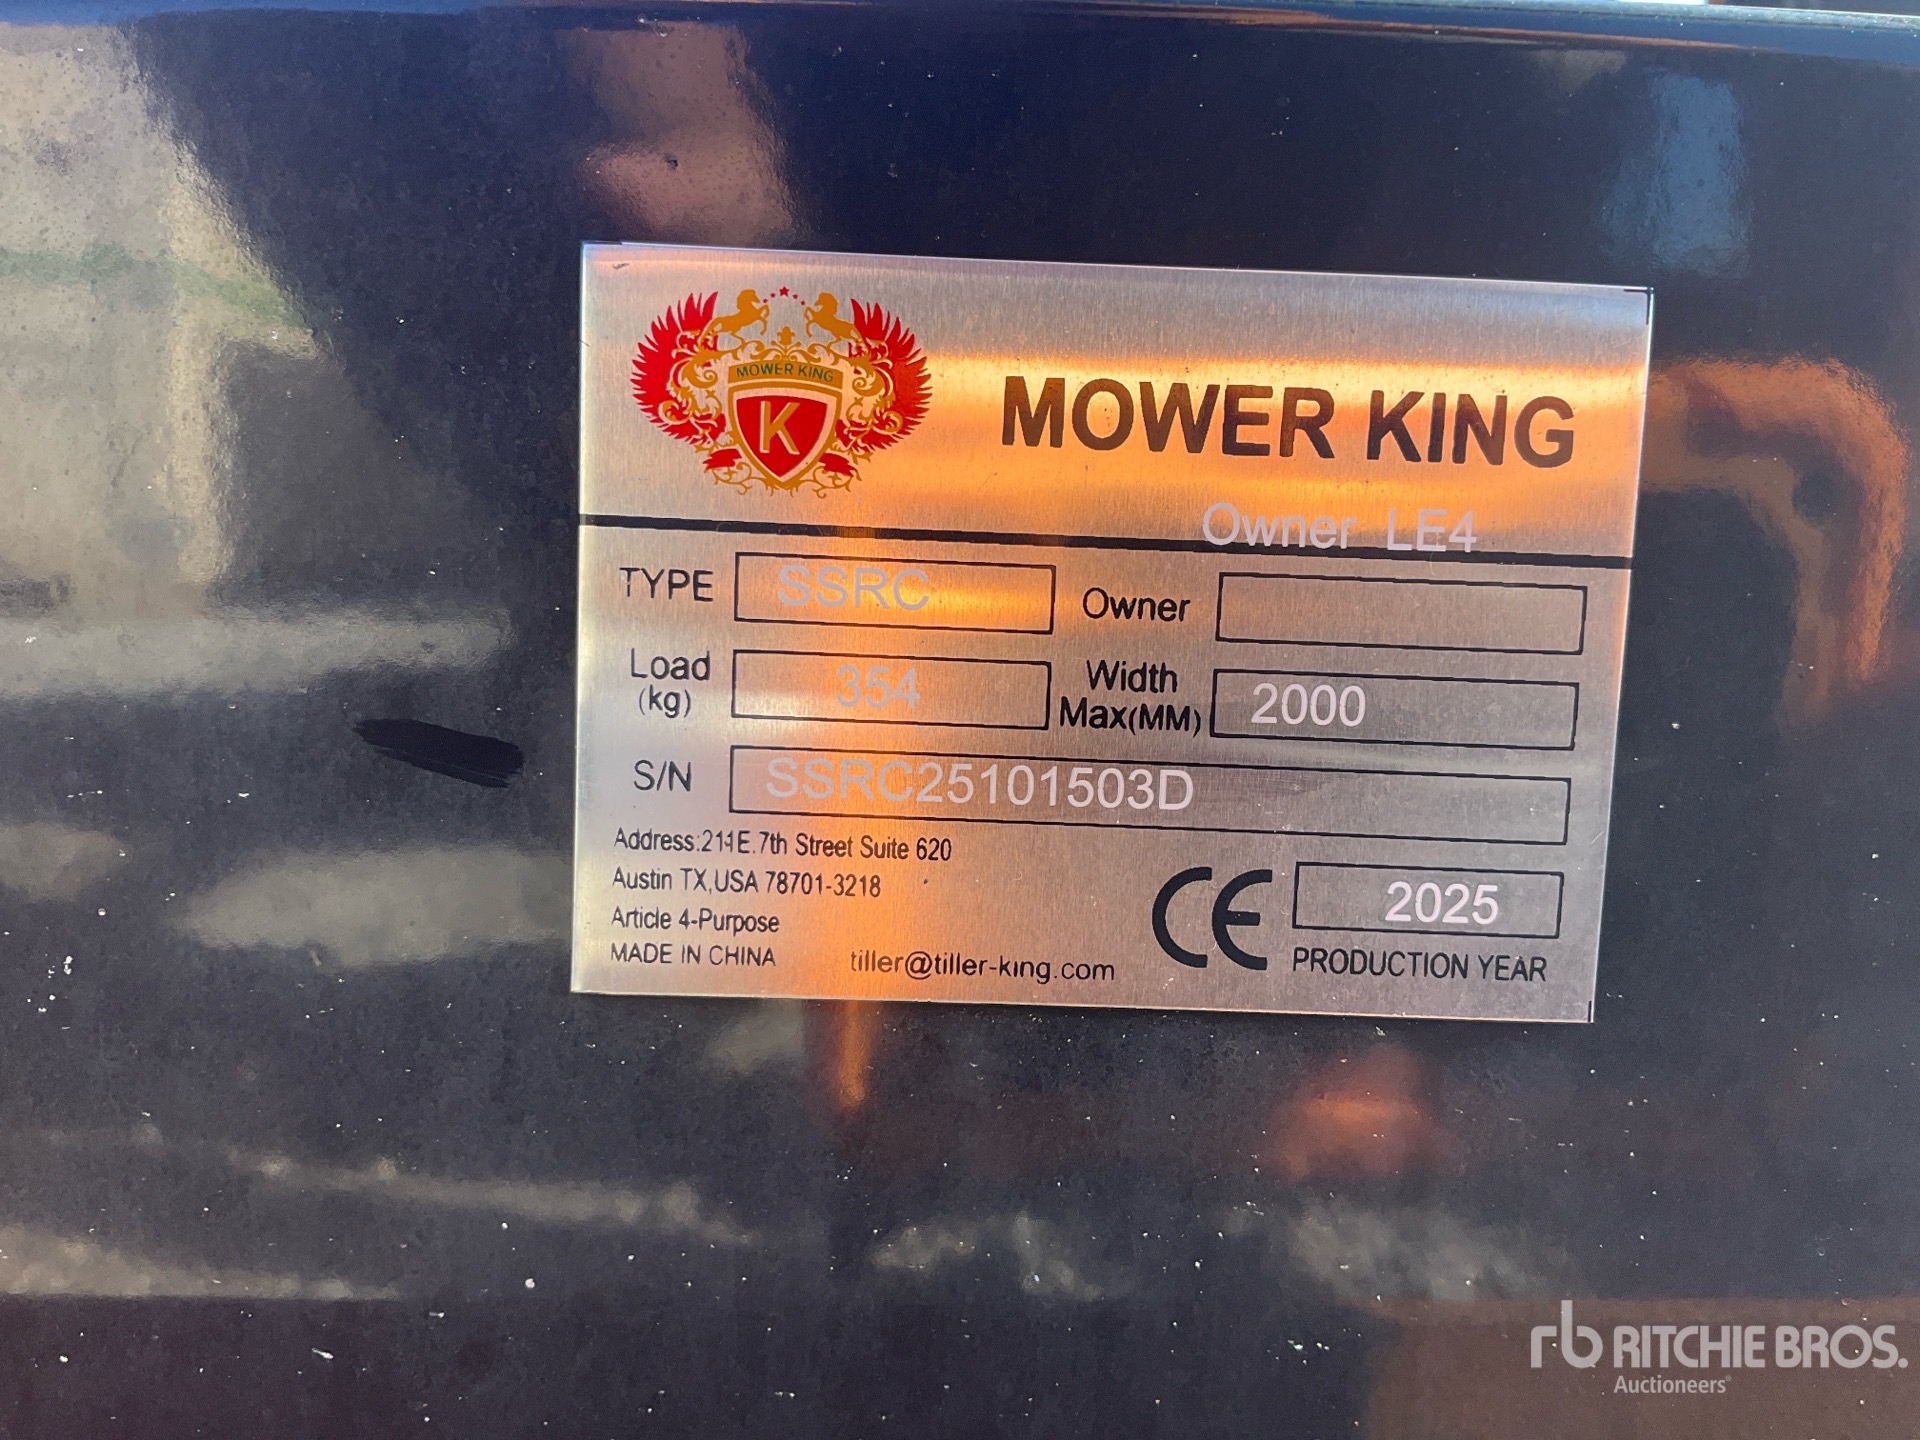 MOWER KING
K
MOWER KING
Owner LE4
TYPE SSRC Owner
Load (kg) 354 Width Max(MM) 2000
S/N SSRC25101503D
Address:211E.7th Street Suite 620
Austin TX,USA 78701-3218
Article 4-Purpose
MADE IN CHINA tiller@tiller-king.com
CE 2025
PRODUCTION YEAR
rb RITCHIE BROS.
Auctioneers